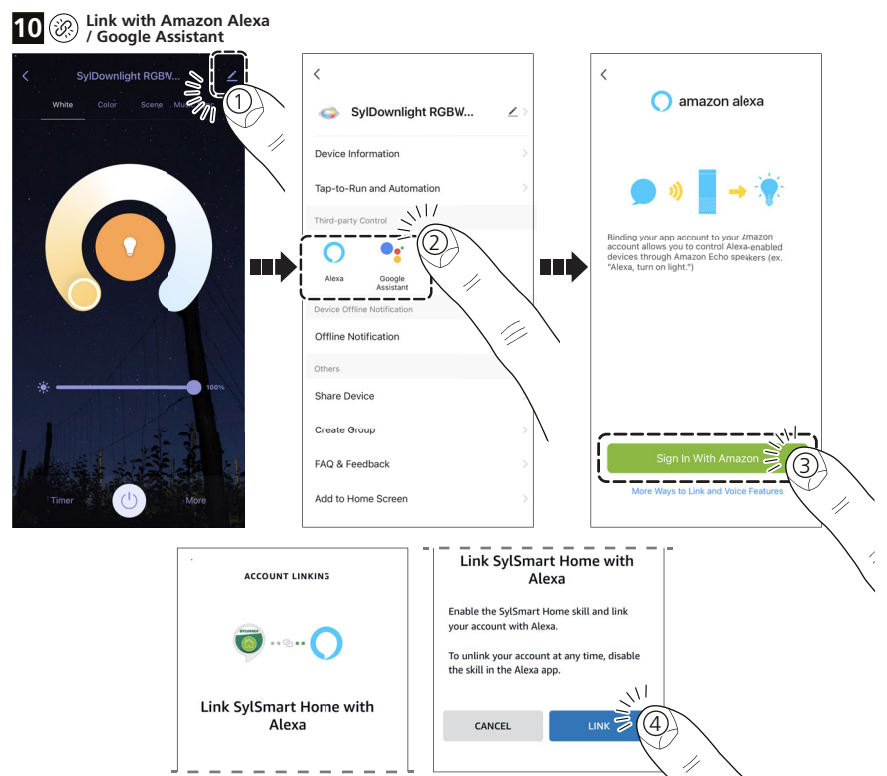 10 Link with Amazon Alexa
/ Google Assistant
SylDownlight RGBW...
White Color Scene
1
100%
Timer More
SylDownlight RGBW...
Device Information
Tap-to-Run and Automation
Third-party Control
2
Alexa Google
Assistant
Device Offline Notification
Offline Notification
Others
Share Device
Create Group
FAQ & Feedback
Add to Home Screen
amazon alexa
Binding your app account to your Amazon
account allows you to control Alexa-enabled
devices through Amazon Echo speakers (ex.
"Alexa, turn on light.")
Sign In With Amazon
3
More Ways to Link and Voice Features
ACCOUNT LINKING
SYLVANIA
Link SylSmart Home with
Alexa
Link SylSmart Home with
Alexa
Enable the SylSmart Home skill and link
your account with Alexa.
To unlink your account at any time, disable
the skill in the Alexa app.
CANCEL LINK
4